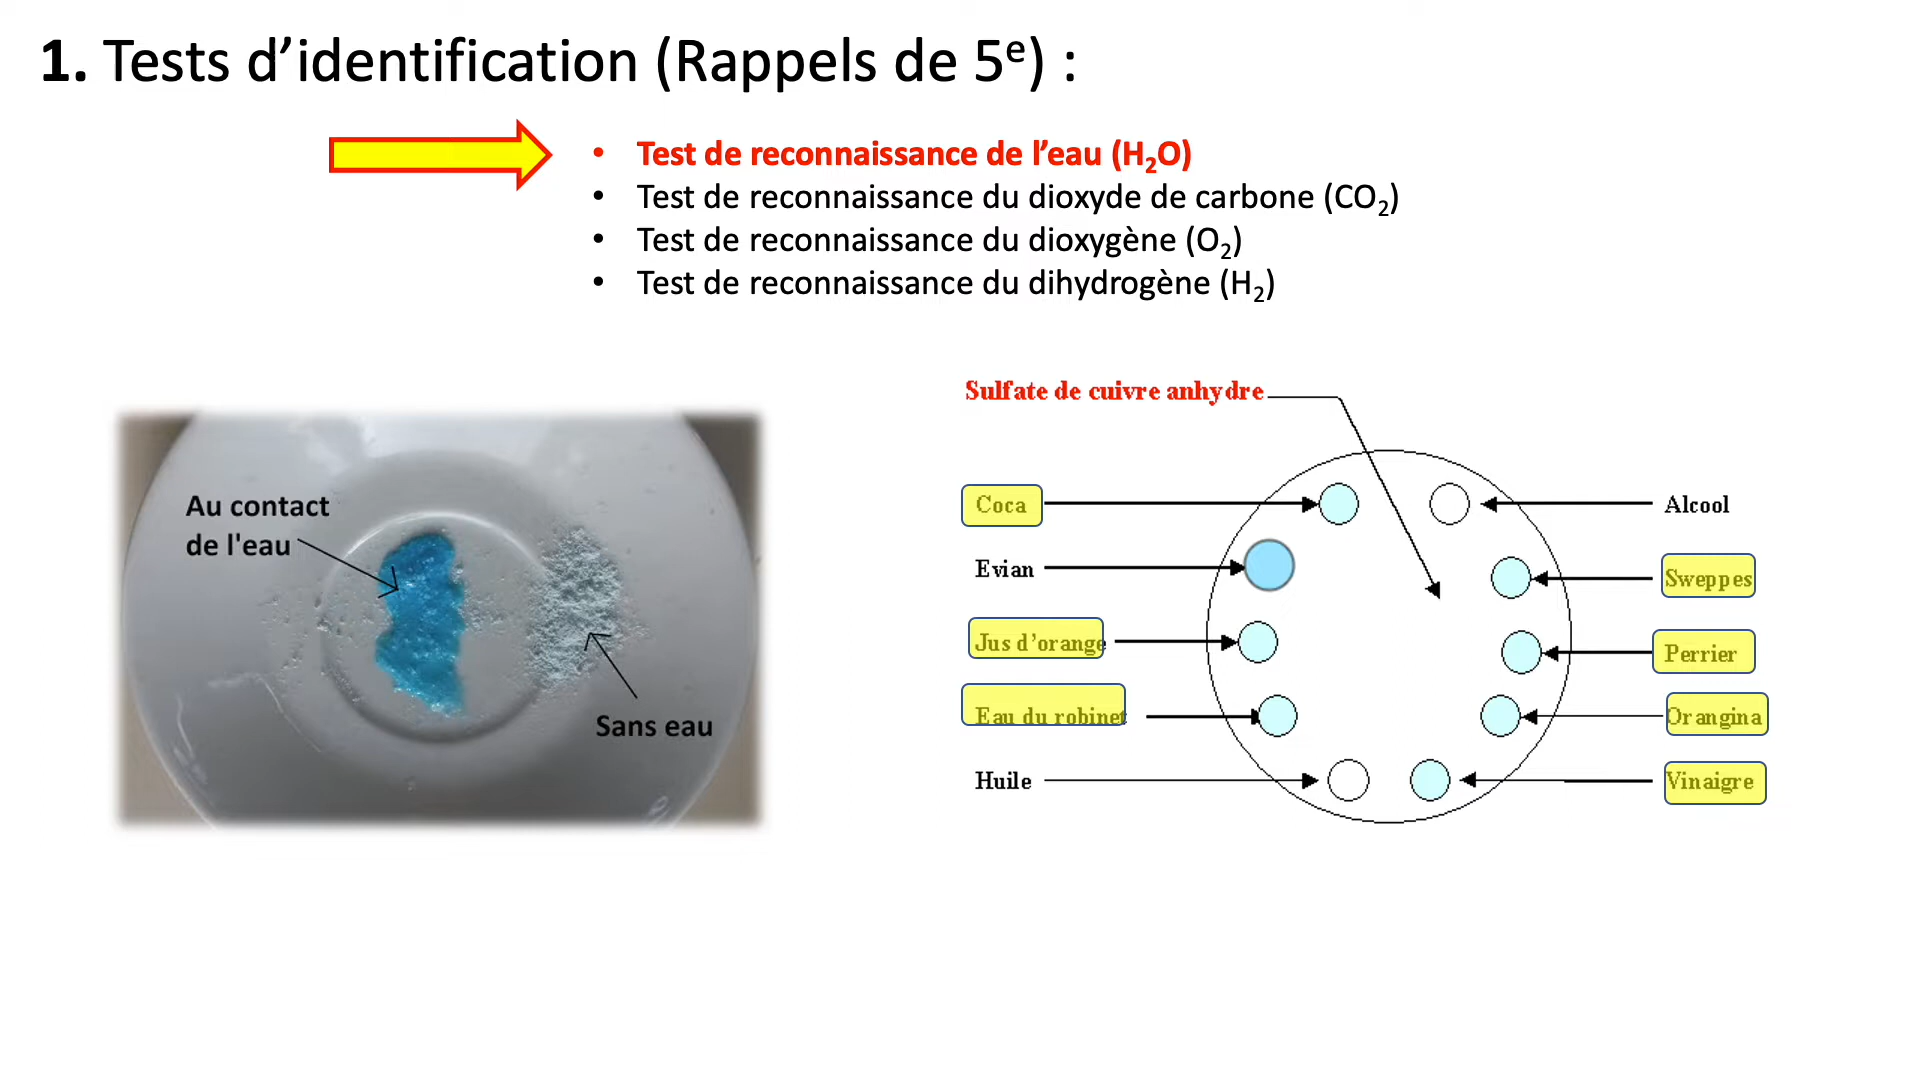 1. Tests d’identification (Rappels de 5e) :
• Test de reconnaissance de l’eau (H2O)
• Test de reconnaissance du dioxyde de carbone (CO2)
• Test de reconnaissance du dioxygène (O2)
• Test de reconnaissance du dihydrogène (H2)
Au contact
de l'eau
Sans eau
Sulfate de cuivre anhydre
Coca
Alcool
Evian
Sweppes
Jus d’orange
Perrier
Eau du robinet
Orangina
Huile
Vinaigre